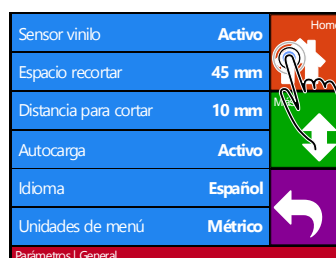 Sensor vinilo Activo
Home
Espacio recortar 45 mm
Distancia para cortar 10 mm
Autocarga Activo
Idioma Español
Unidades de menú Métrico
Parámetros | General